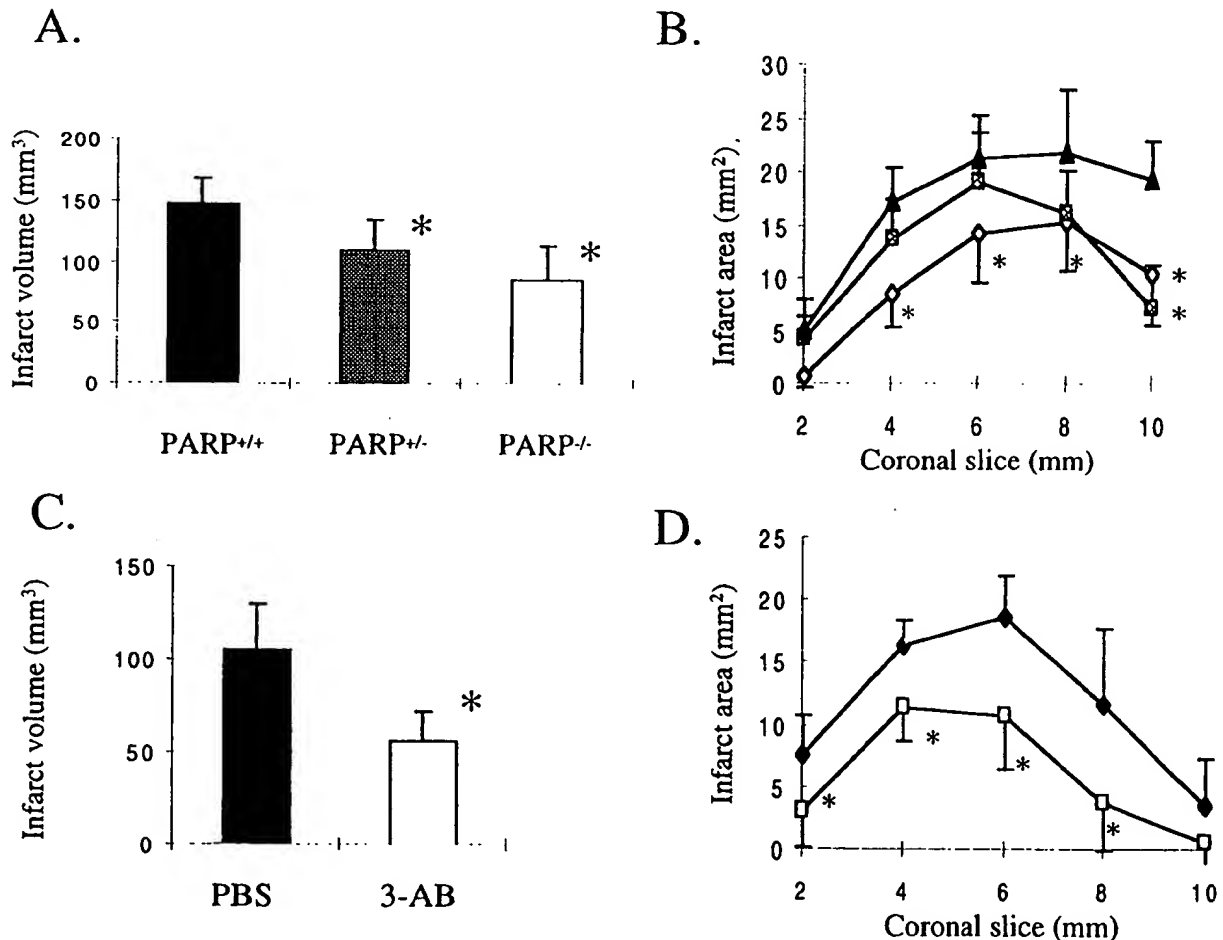 A.
Infarct volume (mm³)
200
150
100
50
0
*
*
PARP+/+
PARP+/-
PARP-/-
B.
Infarct area (mm²).
30
25
20
15
10
5
0
*
*
*
*
*
2
4
6
8
10
Coronal slice (mm)
C.
Infarct volume (mm³)
150
100
50
0
*
PBS
3-AB
D.
Infarct area (mm²)
25
20
15
10
5
0
*
*
*
*
2
4
6
8
10
Coronal slice (mm)